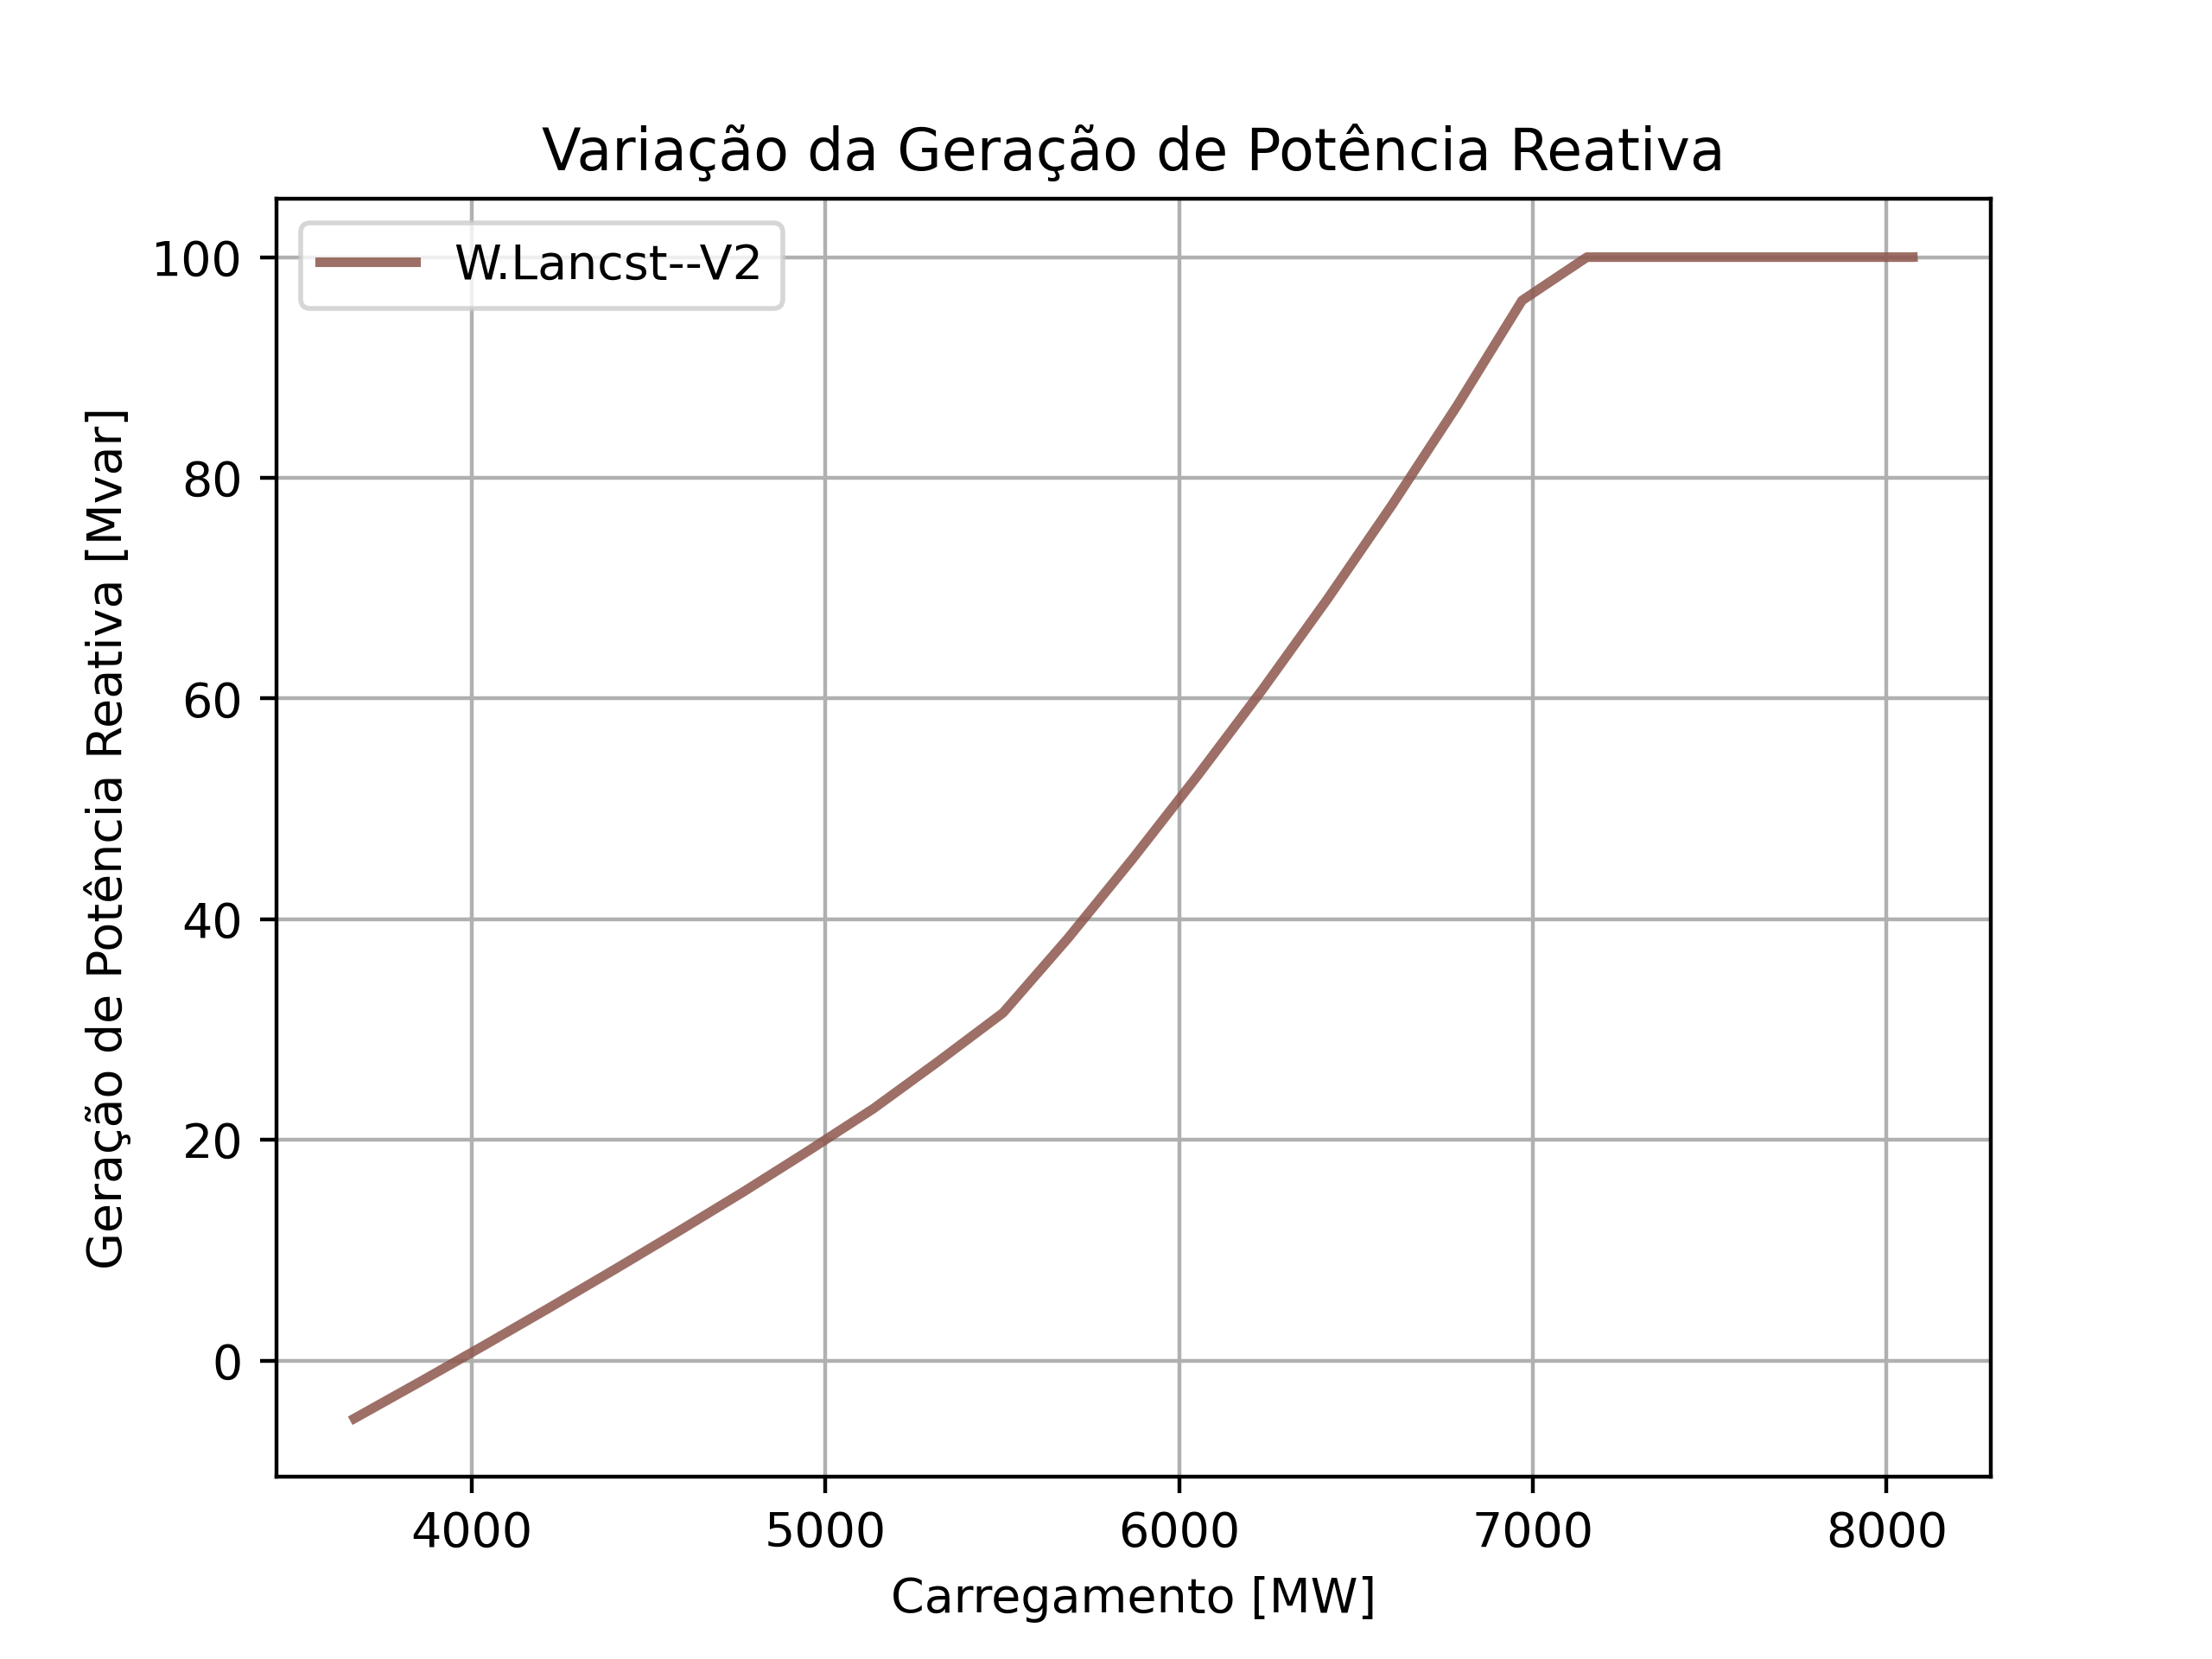 Variação da Geração de Potência Reativa
W.Lancst--V2
Geração de Potência Reativa [Mvar]
100
80
60
40
20
0
4000 5000 6000 7000 8000
Carregamento [MW]